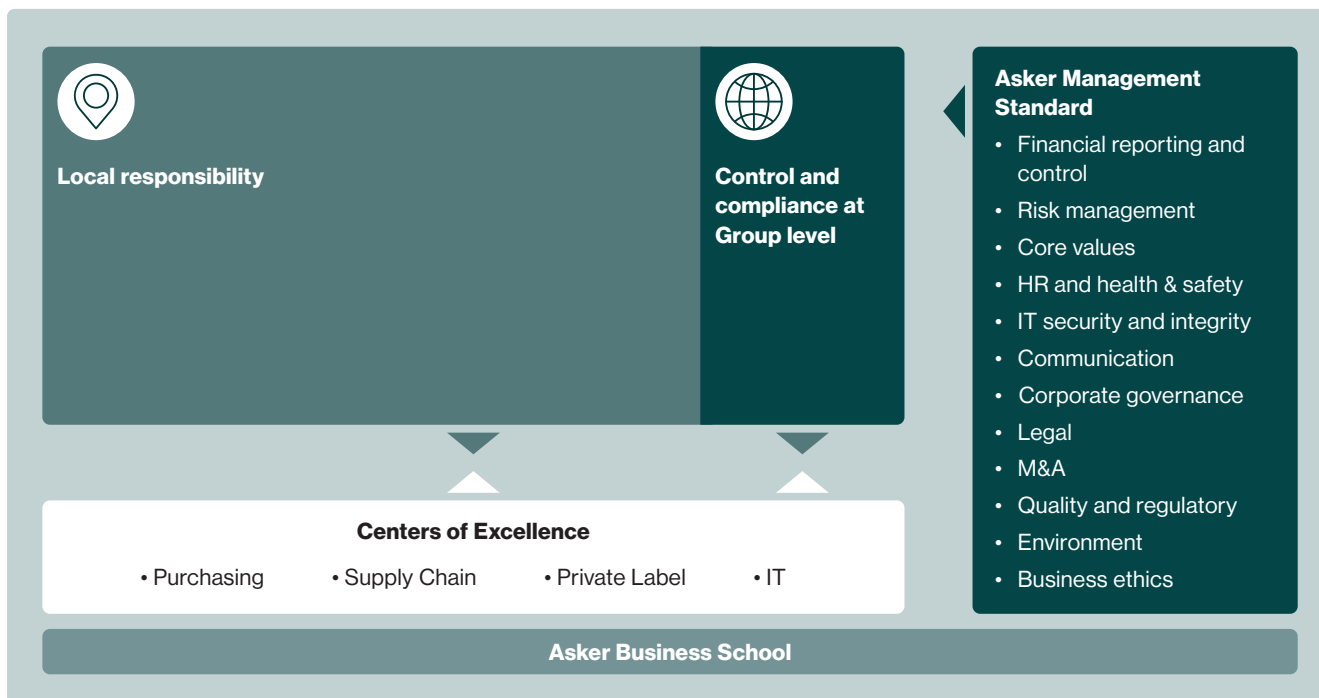 Local responsibility
Control and
compliance at
Group level
Asker Management
Standard
• Financial reporting and
control
• Risk management
• Core values
• HR and health & safety
• IT security and integrity
• Communication
• Corporate governance
• Legal
• M&A
• Quality and regulatory
• Environment
• Business ethics
Centers of Excellence
• Purchasing • Supply Chain • Private Label • IT
Asker Business School